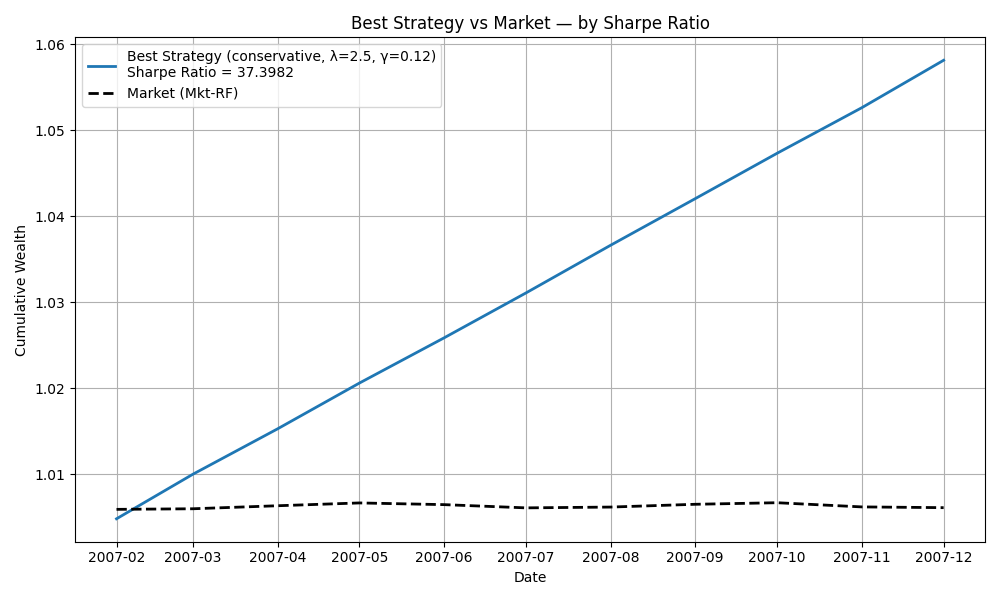 Best Strategy vs Market — by Sharpe Ratio
Best Strategy (conservative, λ=2.5, γ=0.12)
Sharpe Ratio = 37.3982
Market (Mkt-RF)
Cumulative Wealth
1.06
1.05
1.04
1.03
1.02
1.01
2007-02 2007-03 2007-04 2007-05 2007-06 2007-07 2007-08 2007-09 2007-10 2007-11 2007-12
Date